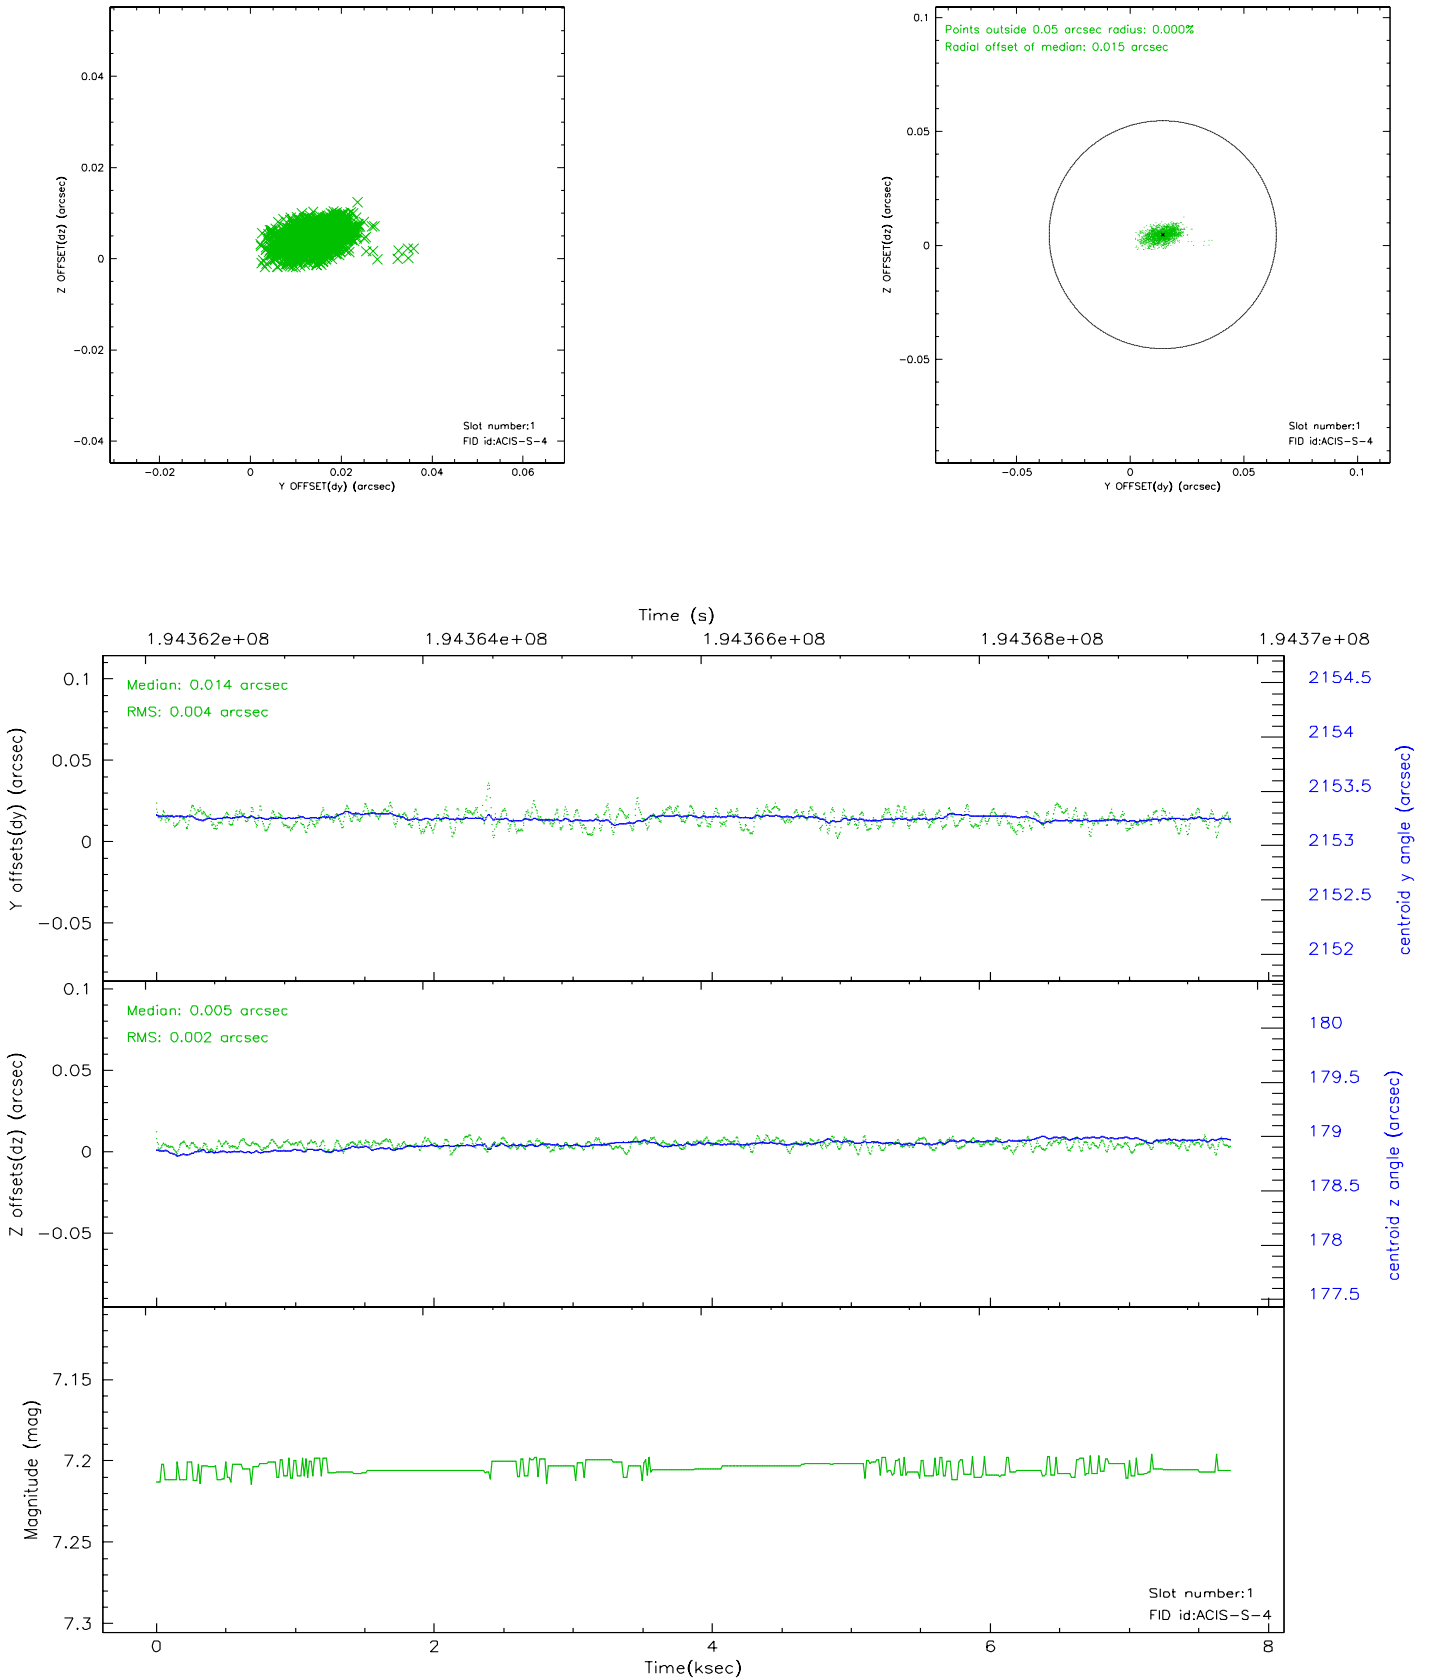 0.04
0.02
0
−0.02
−0.04
Z OFFSET(dz) (arcsec)
Slot number:1
FID id:ACIS−S−4
−0.02 0 0.02 0.04 0.06
Y OFFSET(dy) (arcsec)
Points outside 0.05 arcsec radius: 0.000%
Radial offset of median: 0.015 arcsec
0.1
0.05
0
−0.05
Z OFFSET(dz) (arcsec)
Slot number:1
FID id:ACIS−S−4
−0.05 0 0.05 0.1
Y OFFSET(dy) (arcsec)
Time (s)
1.94362e+08 1.94364e+08 1.94366e+08 1.94368e+08 1.9437e+08
Median: 0.014 arcsec
RMS: 0.004 arcsec
0.1
0.05
0
−0.05
Y offsets(dy) (arcsec)
2154.5
2154
2153.5
2153
2152.5
2152
centroid y angle (arcsec)
Median: 0.005 arcsec
RMS: 0.002 arcsec
0.1
0.05
0
−0.05
Z offsets(dz) (arcsec)
180
179.5
179
178.5
178
177.5
centroid z angle (arcsec)
7.15
7.2
7.25
7.3
Magnitude (mag)
Slot number:1
FID id:ACIS−S−4
0 2 4 6 8
Time(ksec)